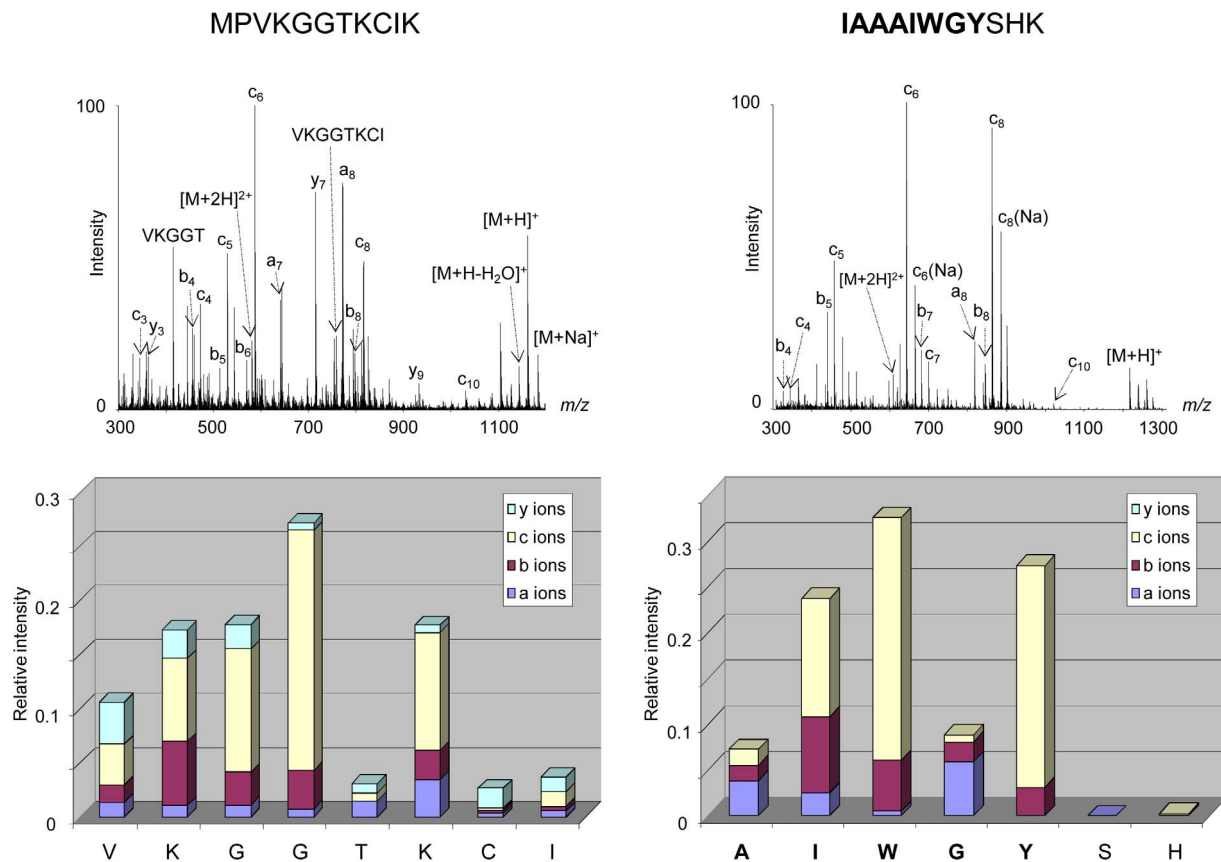 MPVKGGTKCIK
c6
100
VKGGTKCI
y7
a8
[M+2H]2+
[M+H]+
VKGGT
c5
a7
c8
[M+H-H2O]+
b4
c4
c3
y3
b8
[M+Na]+
b5
b6
y9
c10
Intensity
0
m/z
300
500
700
900
1100
IAAAIWGYSHK
100
c6
c8
c8(Na)
c5
[M+2H]2+
c6(Na)
b5
a8
b7
b8
c4
b4
c7
c10
[M+H]+
Intensity
0
m/z
300
500
700
900
1100
1300
0.3
0.2
0.1
0
Relative intensity
y ions
c ions
b ions
a ions
V K G G T K C I
0.3
0.2
0.1
0
Relative intensity
y ions
c ions
b ions
a ions
A I W G Y S H